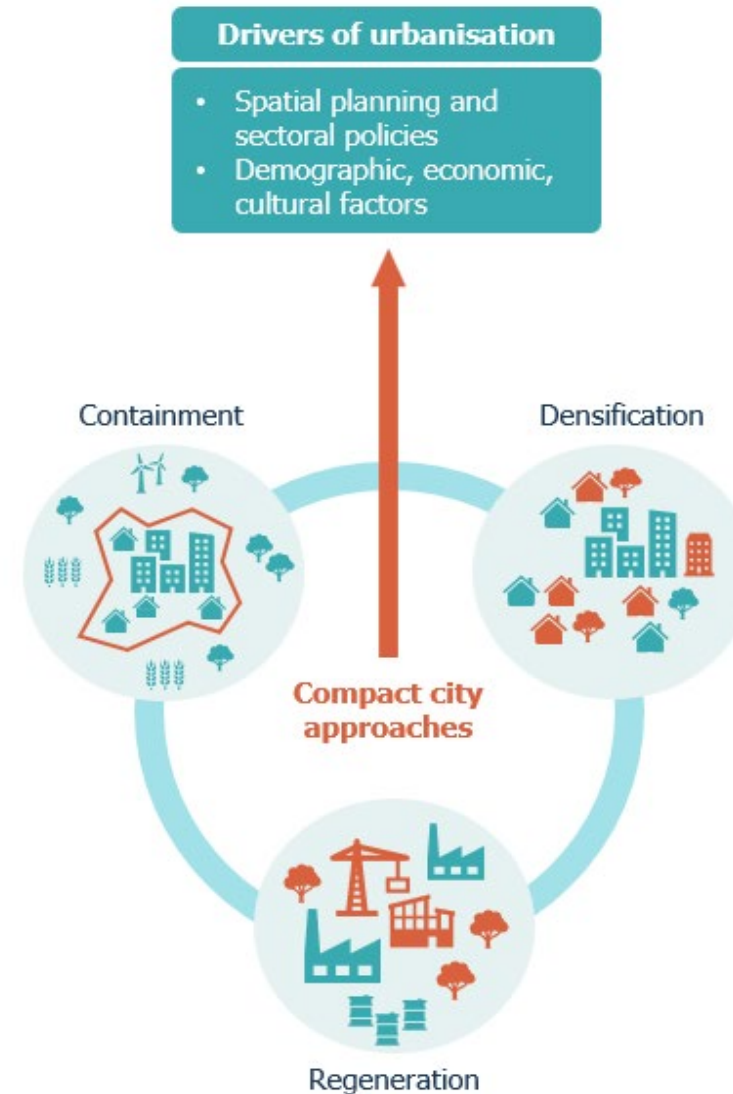 Drivers of urbanisation
• Spatial planning and
sectoral policies
• Demographic, economic,
cultural factors
Containment
Densification
Compact city
approaches
Regeneration